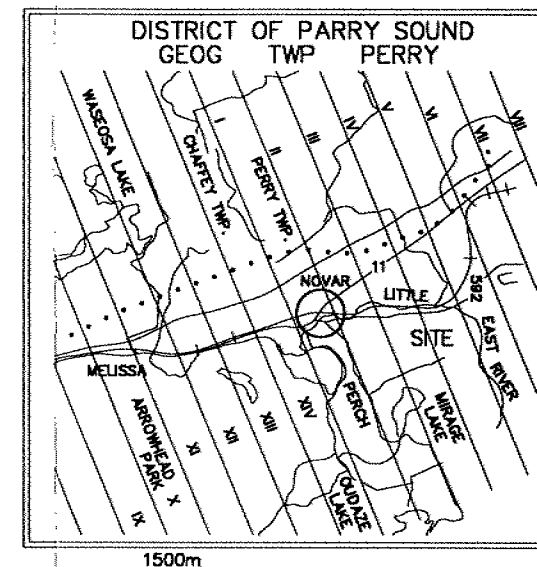 DISTRICT OF PARRY SOUND
GEOG TWP PERRY
WASEOSA LAKE
CHAFFEY TWP.
I
II
PERRY TWP.
III
IV
V
VI
VII
VIII
NOVAR
11
LITTLE
592
EAST RIVER
SITE
MELISSA
PERCH
MIRAGE
LAKE
ARROWHEAD
PARK
IX
X
XI
XII
XIII
XIV
OUDAZE
LAKE
1500m